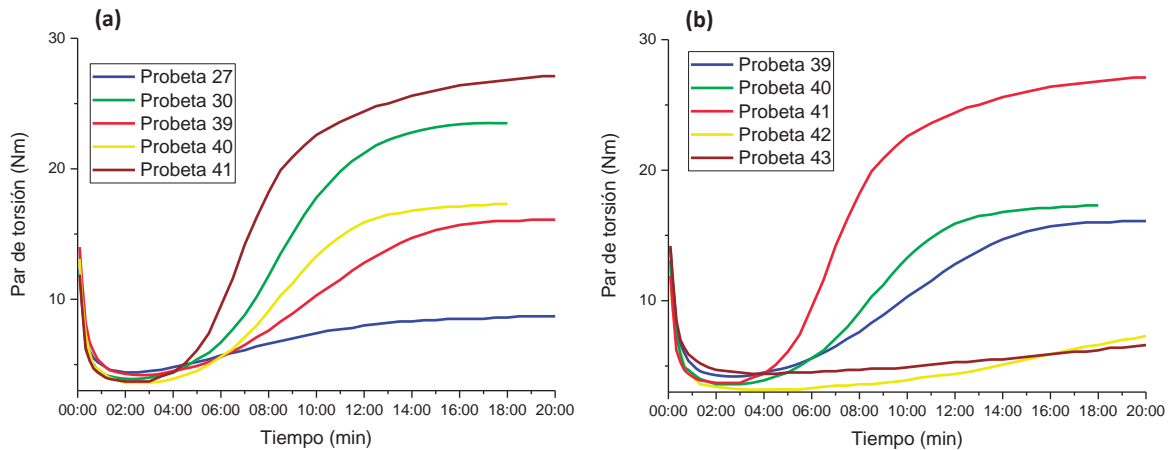 (a)
30
20
10
Par de torsión (Nm)
Probeta 27
Probeta 30
Probeta 39
Probeta 40
Probeta 41
00:00 02:00 04:00 06:00 08:00 10:00 12:00 14:00 16:00 18:00 20:00
Tiempo (min)
(b)
30
20
10
Par de torsión (Nm)
Probeta 39
Probeta 40
Probeta 41
Probeta 42
Probeta 43
00:00 02:00 04:00 06:00 08:00 10:00 12:00 14:00 16:00 18:00 20:00
Tiempo (min)